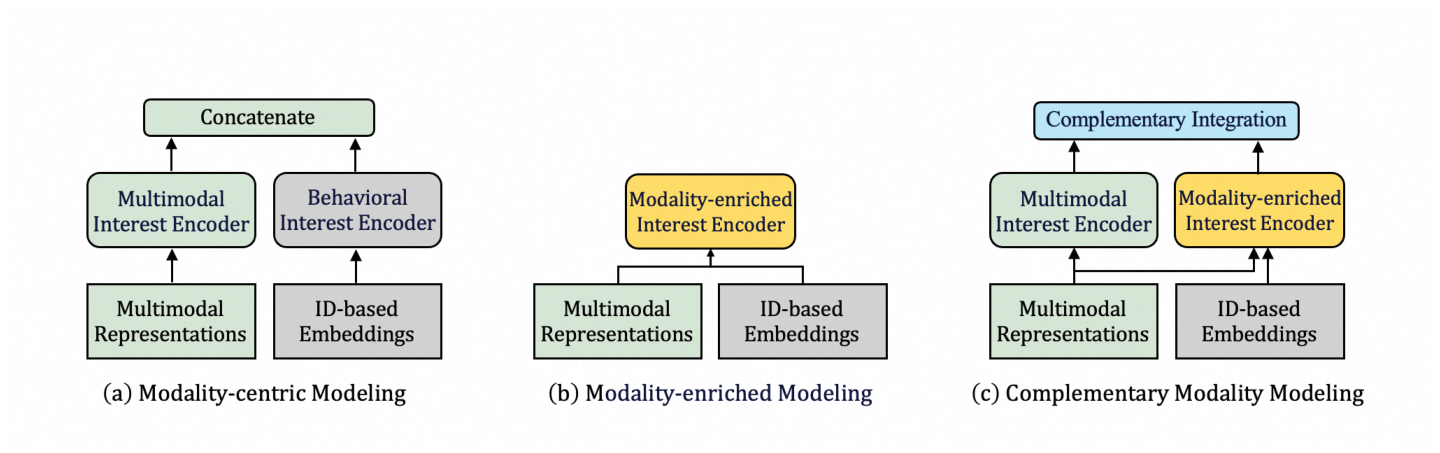 Concatenate
Multimodal
Interest Encoder
Behavioral
Interest Encoder
Multimodal
Representations
ID-based
Embeddings
(a) Modality-centric Modeling
Modality-enriched
Interest Encoder
Multimodal
Representations
ID-based
Embeddings
(b) Modality-enriched Modeling
Complementary Integration
Multimodal
Interest Encoder
Modality-enriched
Interest Encoder
Multimodal
Representations
ID-based
Embeddings
(c) Complementary Modality Modeling